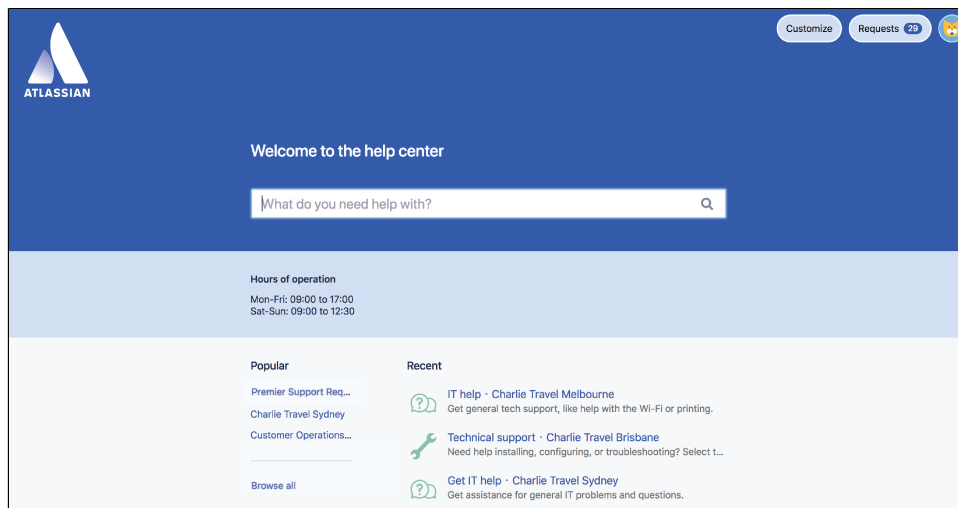 Customize
Requests 29
ATLASSIAN
Welcome to the help center
What do you need help with?
Hours of operation
Mon-Fri: 09:00 to 17:00
Sat-Sun: 09:00 to 12:30
Popular
Premier Support Req...
Charlie Travel Sydney
Customer Operations...
Browse all
Recent
IT help · Charlie Travel Melbourne
Get general tech support, like help with the Wi-Fi or printing.
Technical support · Charlie Travel Brisbane
Need help installing, configuring, or troubleshooting? Select t...
Get IT help · Charlie Travel Sydney
Get assistance for general IT problems and questions.